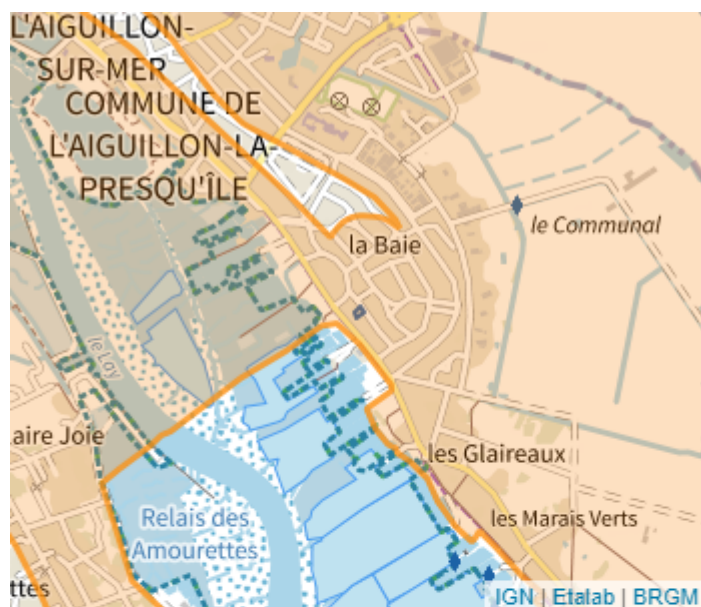 L'AIGUILLON-
SUR-MER
COMMUNE DE
L'AIGUILLON-LA-
PRESQU'ÎLE
la Baie
le Communal
le Lay
aire Joie
les Glaireaux
Relais des
Amourettes
les Marais Verts
ttes
IGN | Etalab | BRGM